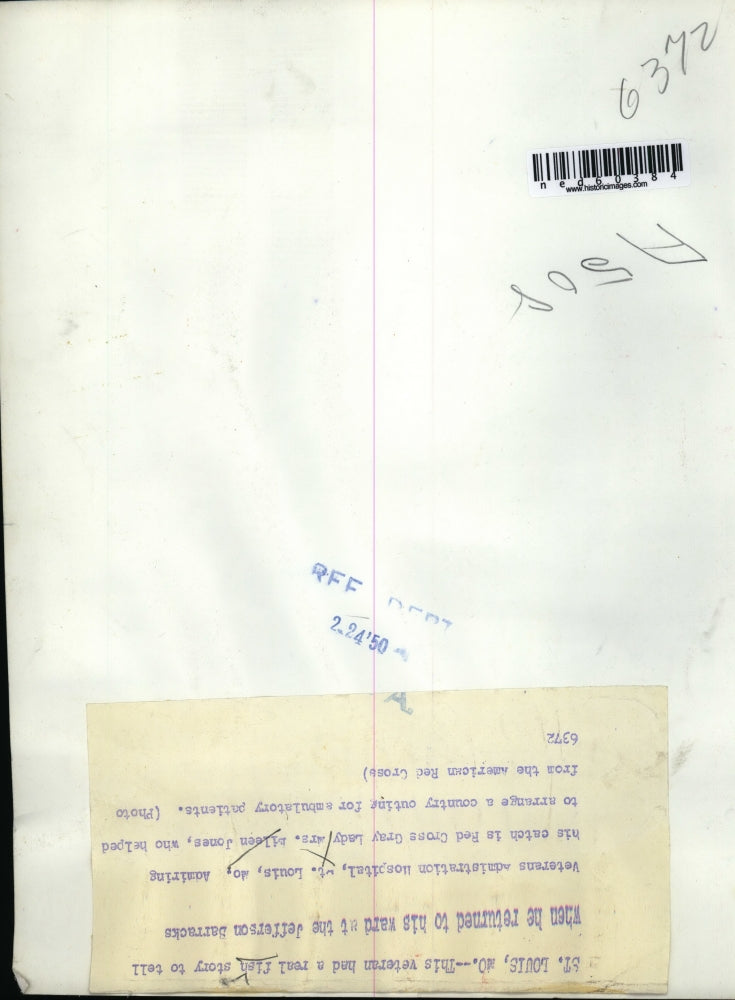 6372
ned60384
www.historicimages.com
A 508
REF DEPT
2-24'50
A.
ST. LOUIS, MO.--This veteran had a real fish story to tell
when he returned to his ward at the Jefferson Barracks
Veterans Admistration Hospital, St. Louis, Mo. Admiring
his catch is Red Cross Gray Lady Mrs. Eileen Jones, who helped
to arrange a country outing for ambulatory patients. (Photo
from the American Red Cross)
6372